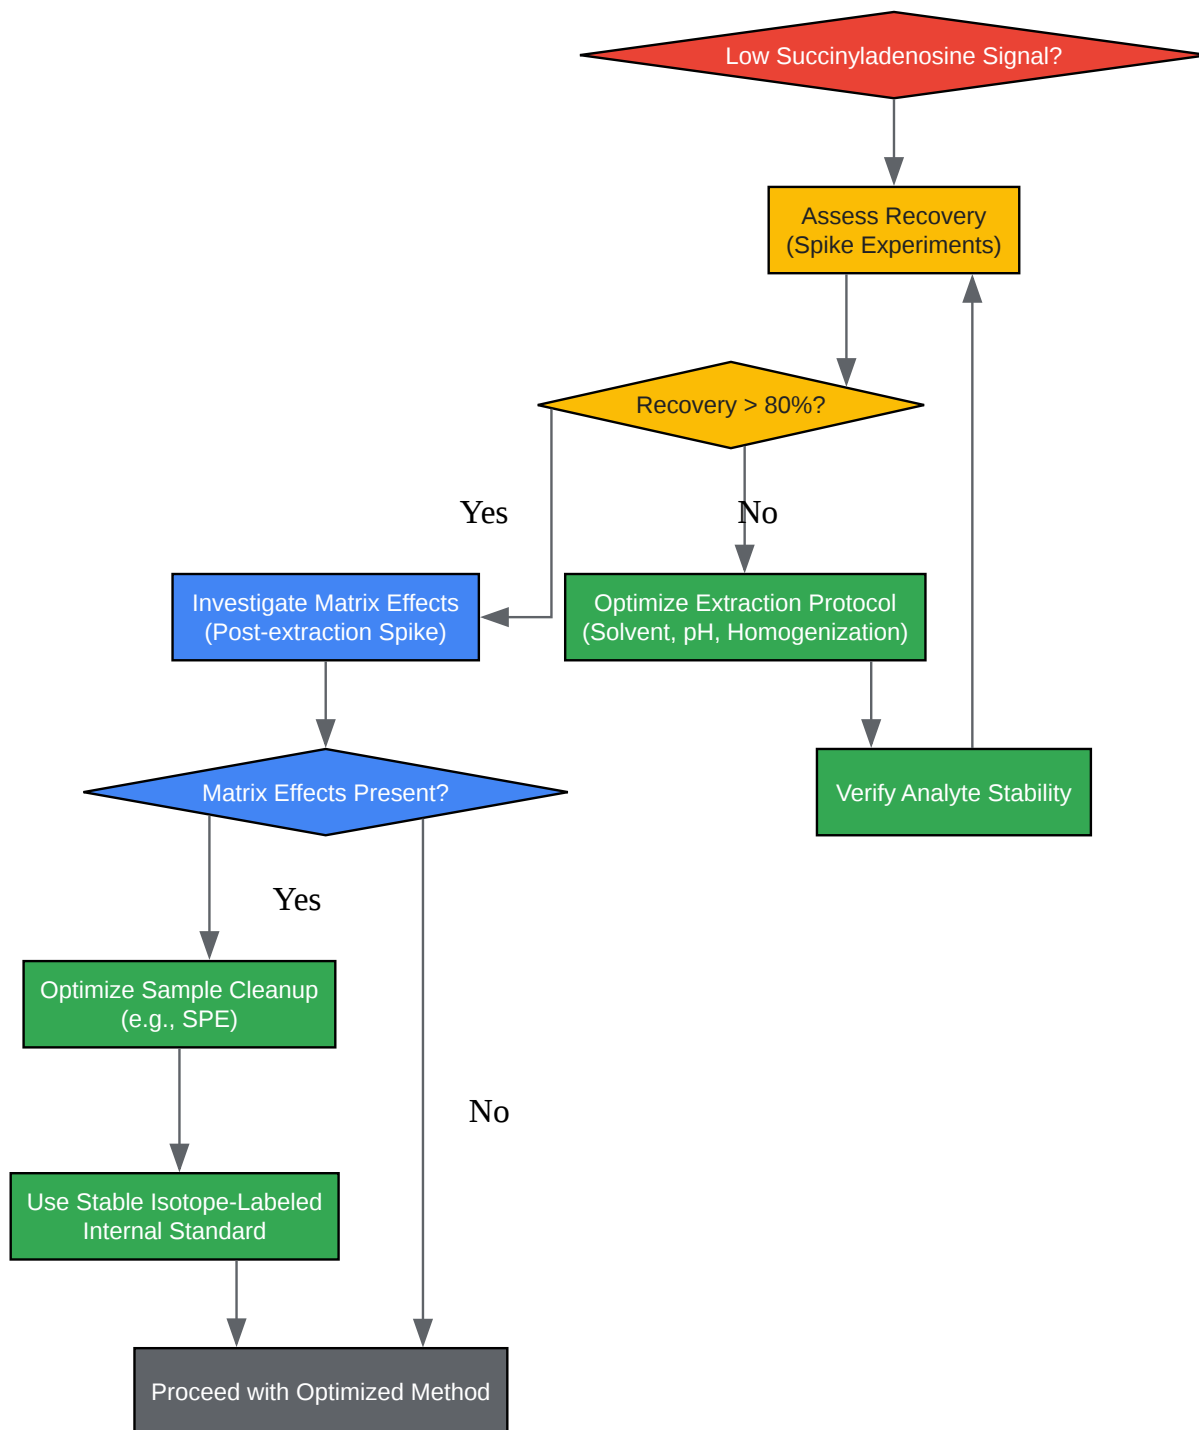 Low Succinyladenosine Signal?
Assess Recovery
(Spike Experiments)
Recovery > 80%?
Yes
No
Investigate Matrix Effects
(Post-extraction Spike)
Optimize Extraction Protocol
(Solvent, pH, Homogenization)
Matrix Effects Present?
Verify Analyte Stability
Yes
Optimize Sample Cleanup
(e.g., SPE)
No
Use Stable Isotope-Labeled
Internal Standard
Proceed with Optimized Method